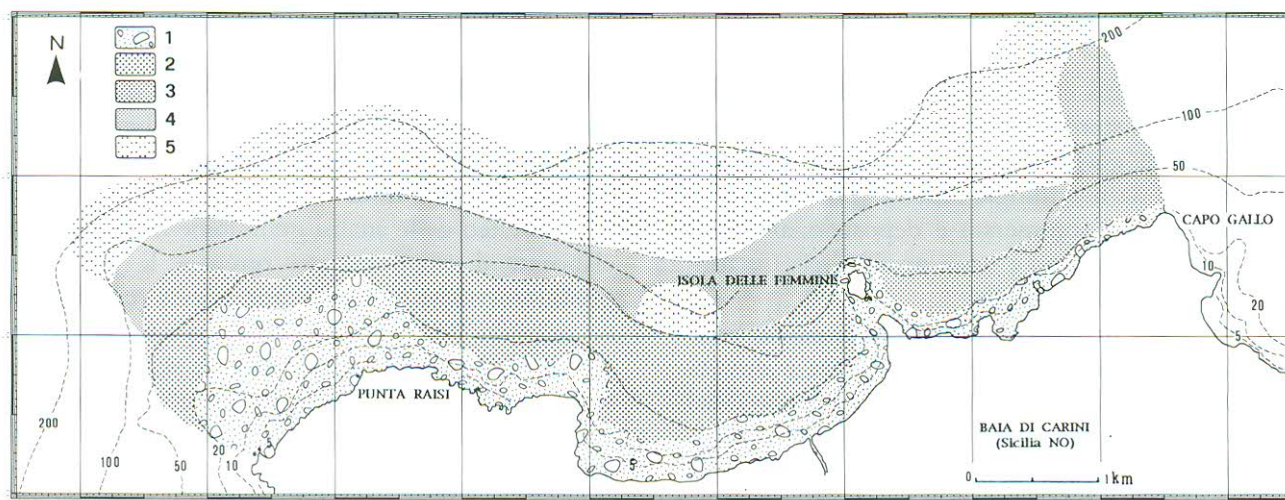 N
1
2
3
4
5
200
100
50
CAPO GALLO
10
20
5
ISOLA DELLE FEMMINE
PUNTA RAISI
BAIA DI CARINI
(Sicilia NO)
0 1 km
5
5
20
10
50
100
200